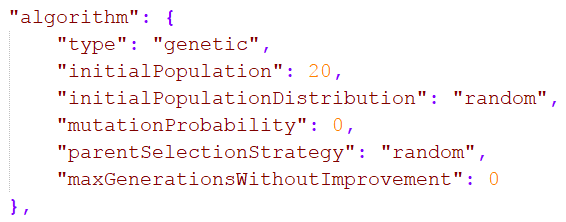 "algorithm": {
"type": "genetic",
"initialPopulation": 20,
"initialPopulationDistribution": "random",
"mutationProbability": 0,
"parentSelectionStrategy": "random",
"maxGenerationsWithoutImprovement": 0
},